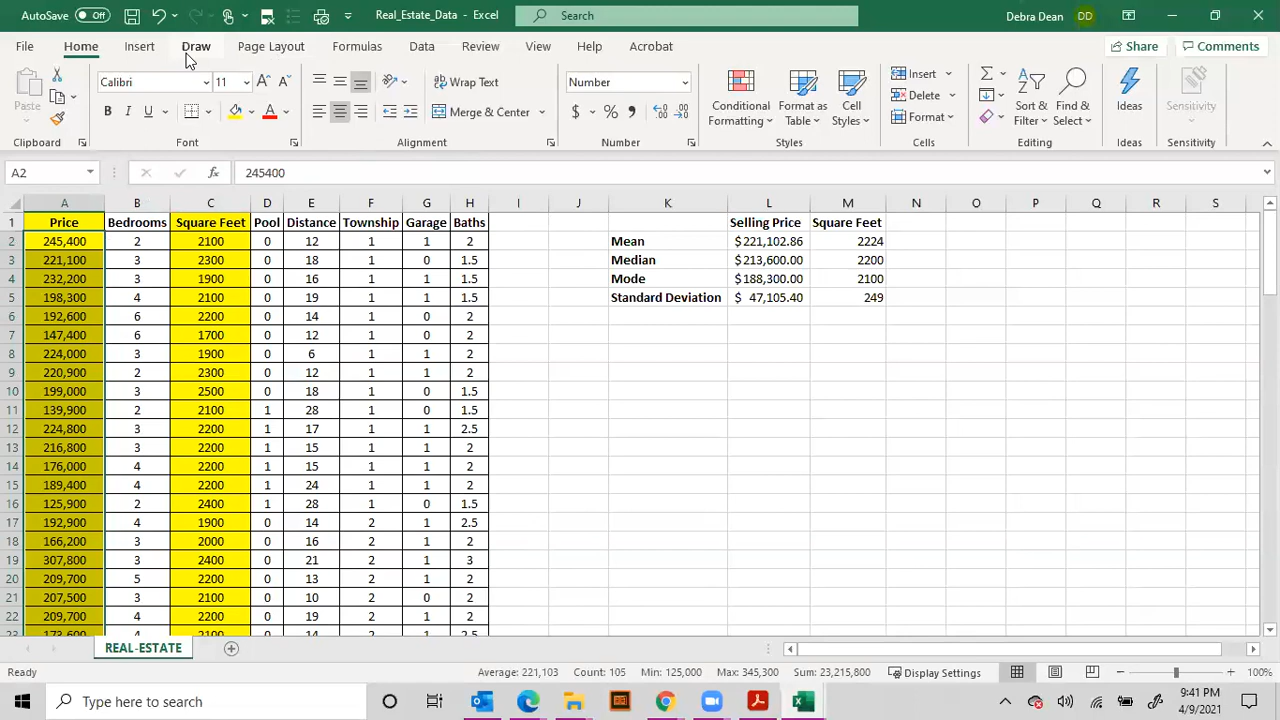 AutoSave Off Real_Estate_Data - Excel Search Debra Dean DD
File Home Insert Draw Page Layout Formulas Data Review View Help Acrobat Share Comments
Paste Calibri 11 Wrap Text Number Insert
B I U Merge & Center $ % Conditional Formatting Format as Table Cell Styles Delete Format Sort & Filter Find & Select Ideas Sensitivity
Clipboard Font Alignment Number Styles Cells Editing Ideas Sensitivity
A2 fx 245400
A B C D E F G H I J K L M N O P Q R S
1 Price Bedrooms Square Feet Pool Distance Township Garage Baths Selling Price Square Feet
2 245,400 2 2100 0 12 1 1 2 Mean $221,102.86 2224
3 221,100 3 2300 0 18 1 0 1.5 Median $213,600.00 2200
4 232,200 3 1900 0 16 1 1 1.5 Mode $188,300.00 2100
5 198,300 4 2100 0 19 1 1 1.5 Standard Deviation $ 47,105.40 249
6 192,600 6 2200 0 14 1 0 2
7 147,400 6 1700 0 12 1 0 2
8 224,000 3 1900 0 6 1 1 2
9 220,900 2 2300 0 12 1 1 2
10 199,000 3 2500 0 18 1 0 1.5
11 139,900 2 2100 1 28 1 0 1.5
12 224,800 3 2200 1 17 1 1 2.5
13 216,800 3 2200 1 15 1 1 2
14 176,000 4 2200 1 15 1 1 2
15 189,400 4 2200 1 24 1 1 2
16 125,900 2 2400 1 28 1 0 1.5
17 192,900 4 1900 0 14 2 1 2.5
18 166,200 3 2000 0 16 2 1 2
19 307,800 3 2400 0 21 2 1 3
20 209,700 5 2200 0 13 2 1 2
21 207,500 3 2100 0 10 2 0 2
22 209,700 4 2200 0 19 2 1 2
23 173,600 4 2100 0 14 2 1 2.5
REAL-ESTATE
Ready Average: 221,103 Count: 105 Min: 125,000 Max: 345,300 Sum: 23,215,800 Display Settings 100%
Type here to search 9:41 PM
4/9/2021